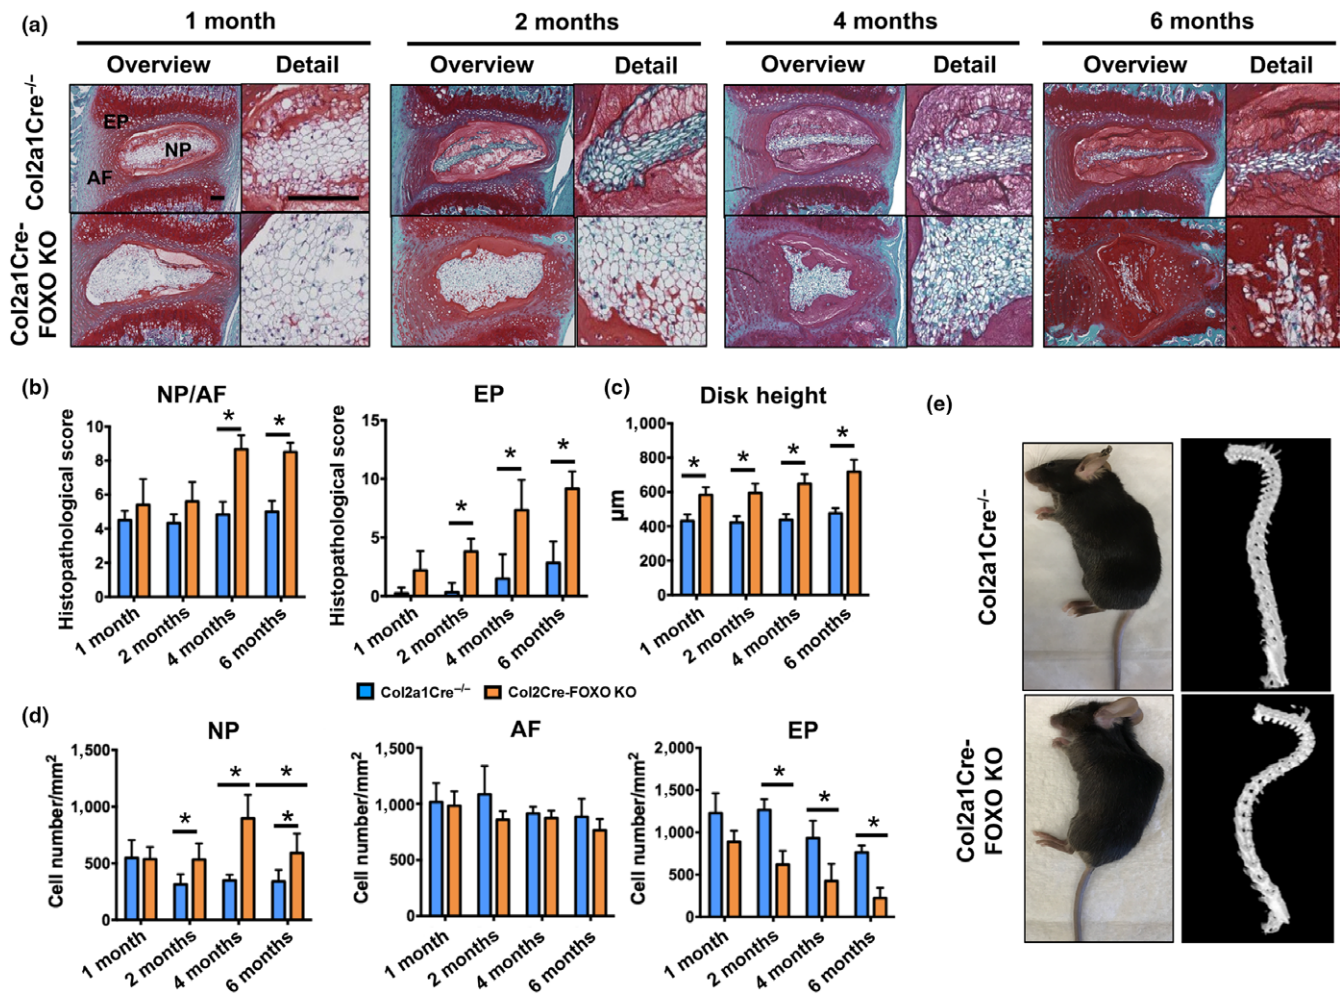 (a)
1 month 2 months 4 months 6 months
Overview Detail Overview Detail Overview Detail Overview Detail
Col2a1Cre−/−
EP
NP
AF
Col2a1Cre-
FOXO KO
(b)
NP/AF
Histopathological score
10
8
6
4
2
0
1 month 2 months 4 months 6 months
* *
EP
Histopathological score
15
10
5
0
1 month 2 months 4 months 6 months
* * *
(c)
Disk height
µm
1,000
800
600
400
200
0
1 month 2 months 4 months 6 months
* * * *
Col2a1Cre−/− Col2Cre-FOXO KO
(d)
NP
Cell number/mm2
1,500
1,000
500
0
1 month 2 months 4 months 6 months
* * * *
AF
Cell number/mm2
1,500
1,000
500
0
1 month 2 months 4 months 6 months
EP
Cell number/mm2
2,000
1,500
1,000
500
0
1 month 2 months 4 months 6 months
* * *
(e)
Col2a1Cre−/−
Col2a1Cre-
FOXO KO